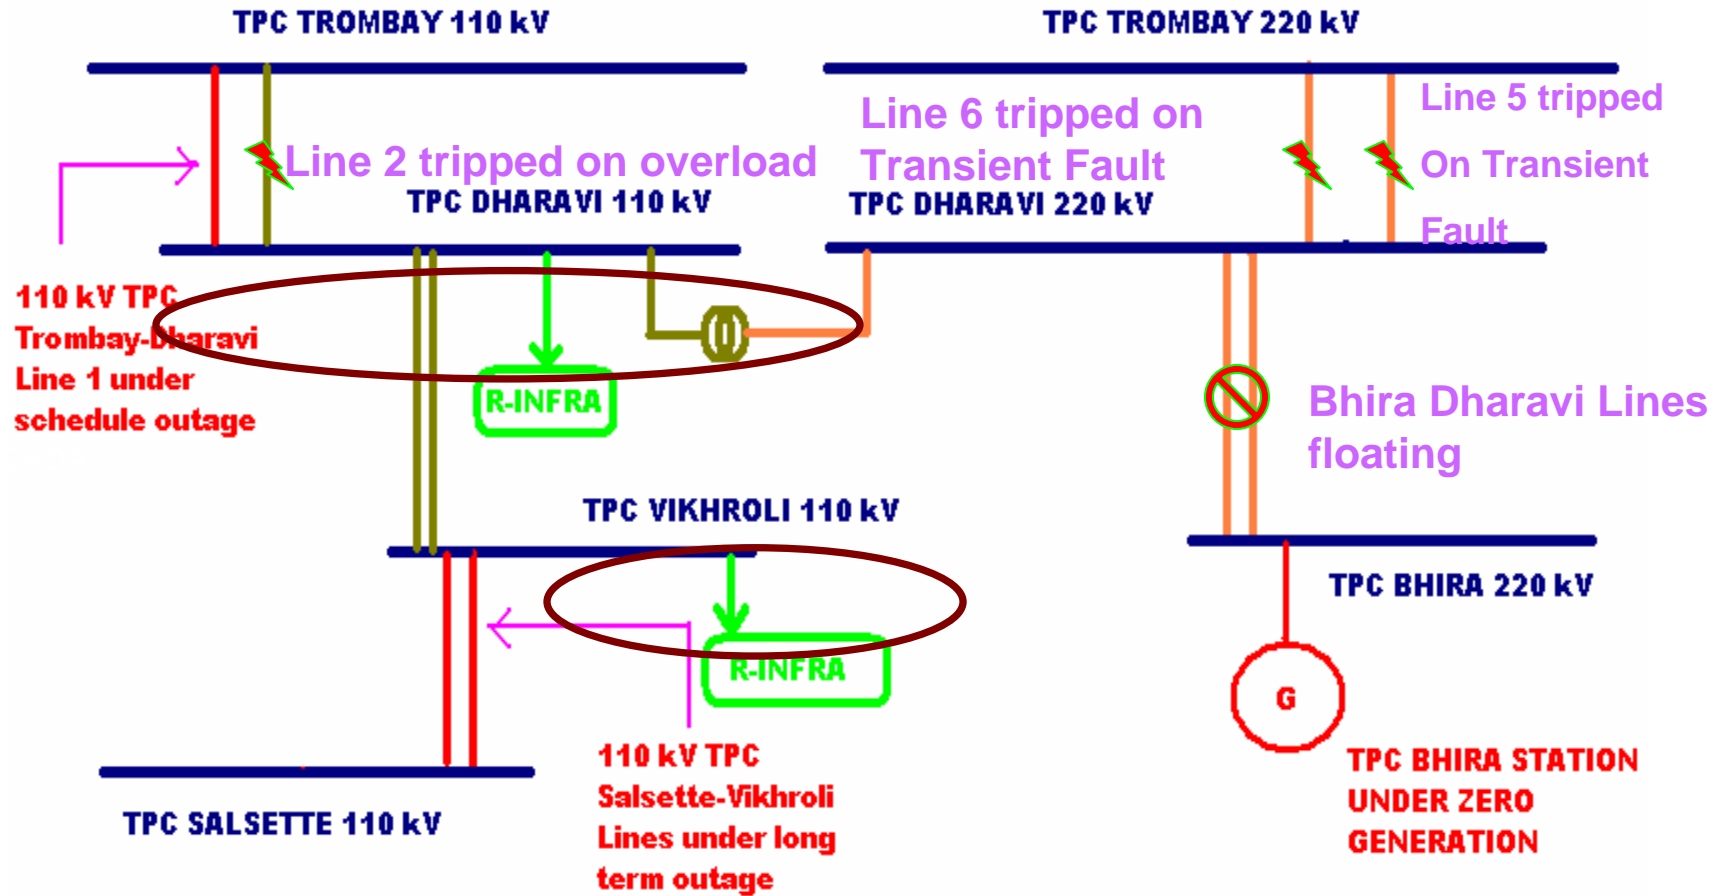 TPC TROMBAY 110 kV
TPC TROMBAY 220 kV
Line 2 tripped on overload
Line 6 tripped on
Transient Fault
Line 5 tripped
On Transient
Fault
TPC DHARAVI 110 kV
TPC DHARAVI 220 kV
110 kV TPC
Trombay-Dharavi
Line 1 under
schedule outage
R-INFRA
Bhira Dharavi Lines
floating
TPC VIKHROLI 110 kV
TPC BHIRA 220 kV
R-INFRA
G
110 kV TPC
Salsette-Vikhroli
Lines under long
term outage
TPC BHIRA STATION
UNDER ZERO
GENERATION
TPC SALSETTE 110 kV